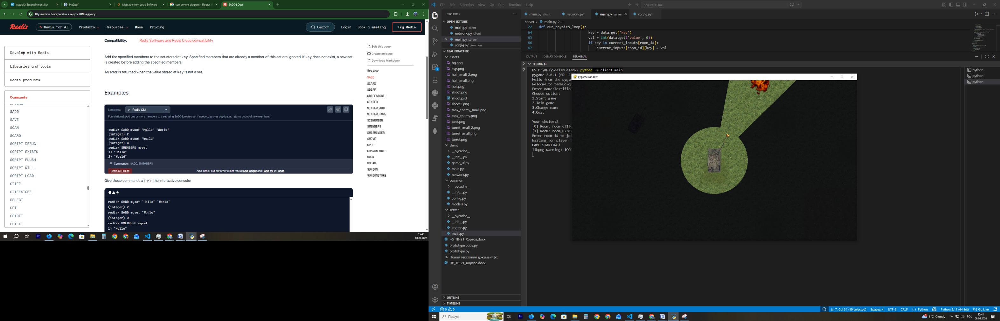 AssaultX Entertainment Bot
inp2pdf
Message from Lucid Software
component diagram - Пошук
SADD | Docs
Шукайте в Google або введіть URL-адресу
Redis
Redis for AI
Products
Resources
Docs
Pricing
Search
Login
Book a meeting
Try Redis
Develop with Redis
Libraries and tools
Redis products
Commands
SADD
SAVE
SCAN
SCARD
SCRIPT DEBUG
SCRIPT EXISTS
SCRIPT FLUSH
SCRIPT KILL
SCRIPT LOAD
SDIFF
SDIFFSTORE
SELECT
SET
SETBIT
SETEX
Compatibility: Redis Software and Redis Cloud compatibility
Add the specified members to the set stored at key. Specified members that are already a member of this set are ignored. If key does not exist, a new set
is created before adding the specified members.
An error is returned when the value stored at key is not a set.
Examples
Language: >_ Redis CLI
Foundational: Add one or more members to a set using SADD (creates set if needed, ignores duplicates, returns count of new members)
redis> SADD myset "Hello" "World"
(integer) 2
redis> SADD myset "World"
(integer) 0
redis> SMEMBERS myset
1) "Hello"
2) "World"
Commands: SADD, SMEMBERS
Redis CLI guide
Also, check out our other client tools Redis Insight and Redis for VS Code.
Give these commands a try in the interactive console:
redis> SADD myset "Hello" "World"
(integer) 2
redis> SADD myset "World"
(integer) 0
redis> SMEMBERS myset
1) "Hello"
Edit this page
Create an issue
Download Markdown
See also
SADD
SCARD
SDIFF
SDIFFSTORE
SINTER
SINTERCARD
SINTERSTORE
SISMEMBER
SMEMBERS
SMISMEMBER
SMOVE
SPOP
SRANDMEMBER
SREM
SSCAN
SUNION
SUNIONSTORE
15:48
09.04.2026
File Edit Selection View Go Run Terminal Help
SealInDaTank
EXPLORER
OPEN EDITORS
main.py client
network.py client
main.py server
config.py common
SEALINDATANK
assets
bg.png
exp.png
hull_small_2.png
hull_small.png
hull.png
shoot.png
shoot.psd
shoot2.png
tank_enemy_small.png
tank_enemy.png
tank.png
turret_small_2.png
turret_small.png
turret.png
client
__pycache__
__init__.py
game_ui.py
main.py
network.py
common
__pycache__
__init__.py
config.py
models.py
server
__pycache__
__init__.py
engine.py
main.py
~$_ТВ-21_Хортов.docx
prototype copy.py
prototype.py
Новий текстовий документ.txt
ПР_ТВ-21_Хортов.docx
OUTLINE
TIMELINE
main.py client
network.py
main.py server
config.py
server > main.py > ...
22 def run_physics_loop():
64 key = data.get('key')
65 val = int(data.get('value', 0))
66 if key in current_inputs[room_id]:
67 current_inputs[room_id][key] = val
OUTPUT DEBUG CONSOLE TERMINAL
TERMINAL
PS D:\KPI\SealInDaTank> python -m client.main
pygame 2.6.1 (SDL 2
Hello from the pygam
Welcome to tankCo-op
Enter name:Testifica
Choose option:
1.Start game
2.Join game
3.Change name
4.Quit
Your choice:2
[0] Room: room_df1f6
[1] Room: room_62362
Enter room id to joi
Waiting for player t
GAME STARTING!
libpng warning: iCCP
python
python
python
pygame window
0 0
Ln 7, Col 31 (10 selected) Spaces: 4 UTF-8 CRLF { } Python Python 3.11 (64-bit) Go Live
Пошук
6°C Cloudy
POL
15:48
09.04.2026